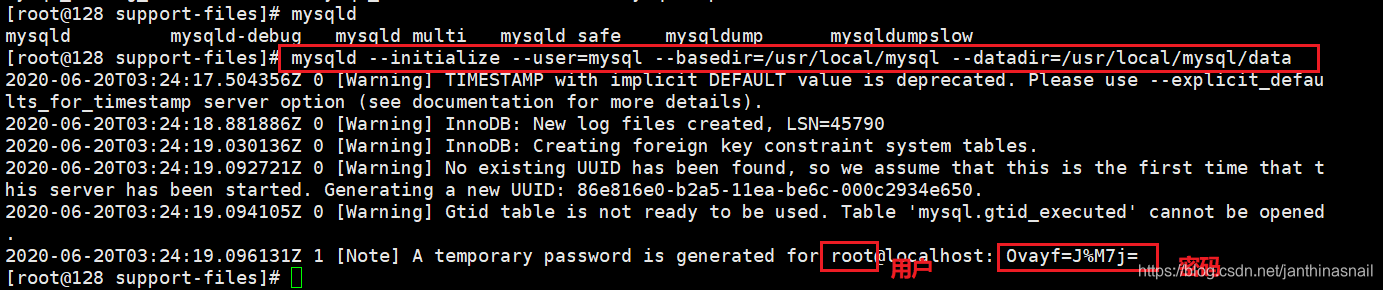 [root@128 support-files]# mysqld
mysqld mysqld-debug mysqld_multi mysqld_safe mysqldump mysqldumpslow
[root@128 support-files]# mysqld --initialize --user=mysql --basedir=/usr/local/mysql --datadir=/usr/local/mysql/data
2020-06-20T03:24:17.504356Z 0 [Warning] TIMESTAMP with implicit DEFAULT value is deprecated. Please use --explicit_defau
lts_for_timestamp server option (see documentation for more details).
2020-06-20T03:24:18.881886Z 0 [Warning] InnoDB: New log files created, LSN=45790
2020-06-20T03:24:19.030136Z 0 [Warning] InnoDB: Creating foreign key constraint system tables.
2020-06-20T03:24:19.092721Z 0 [Warning] No existing UUID has been found, so we assume that this is the first time that t
his server has been started. Generating a new UUID: 86e816e0-b2a5-11ea-be6c-000c2934e650.
2020-06-20T03:24:19.094105Z 0 [Warning] Gtid table is not ready to be used. Table 'mysql.gtid_executed' cannot be opened
.
2020-06-20T03:24:19.096131Z 1 [Note] A temporary password is generated for root@localhost: Ovayf=J%M7j=
用户 密码
[root@128 support-files]#
https://blog.csdn.net/janthinasnail